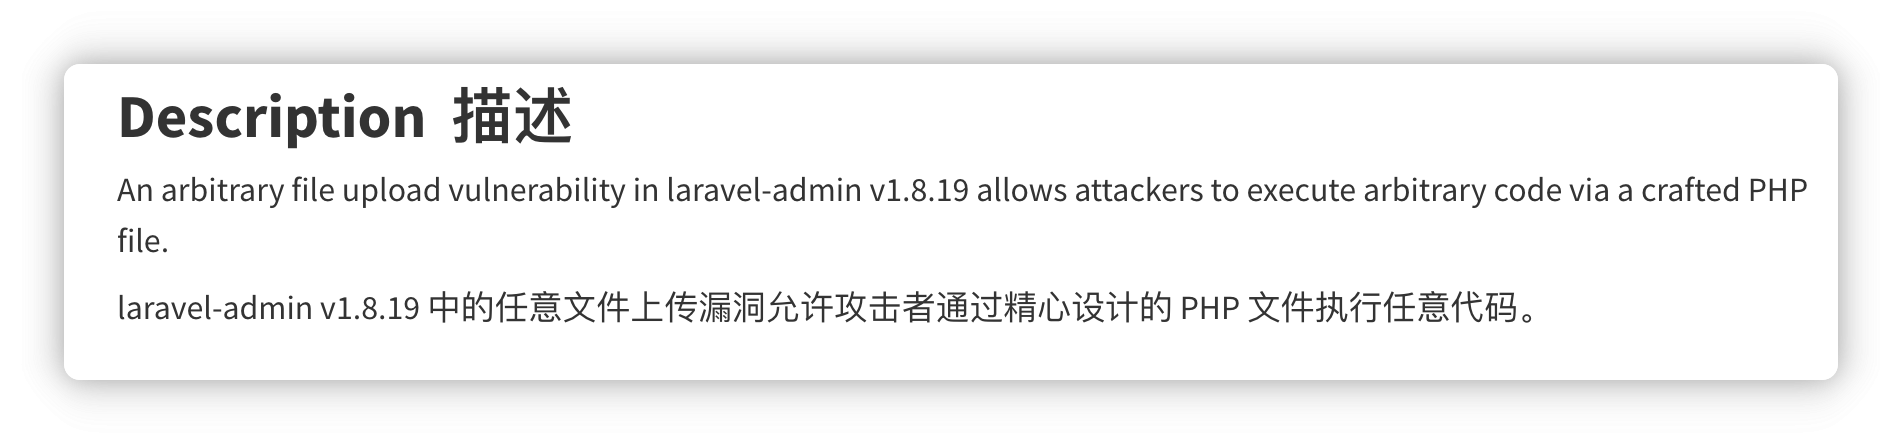 Description 描述
An arbitrary file upload vulnerability in laravel-admin v1.8.19 allows attackers to execute arbitrary code via a crafted PHP
file.
laravel-admin v1.8.19 中的任意文件上传漏洞允许攻击者通过精心设计的 PHP 文件执行任意代码。